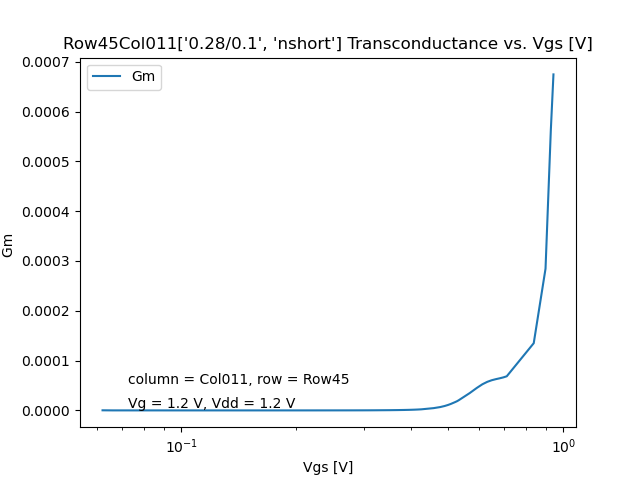 Row45Col011['0.28/0.1', 'nshort'] Transconductance vs. Vgs [V]
Gm
0.0007
0.0006
0.0005
0.0004
0.0003
0.0002
0.0001
0.0000
Gm
column = Col011, row = Row45
Vg = 1.2 V, Vdd = 1.2 V
10⁻¹ 10⁰
Vgs [V]